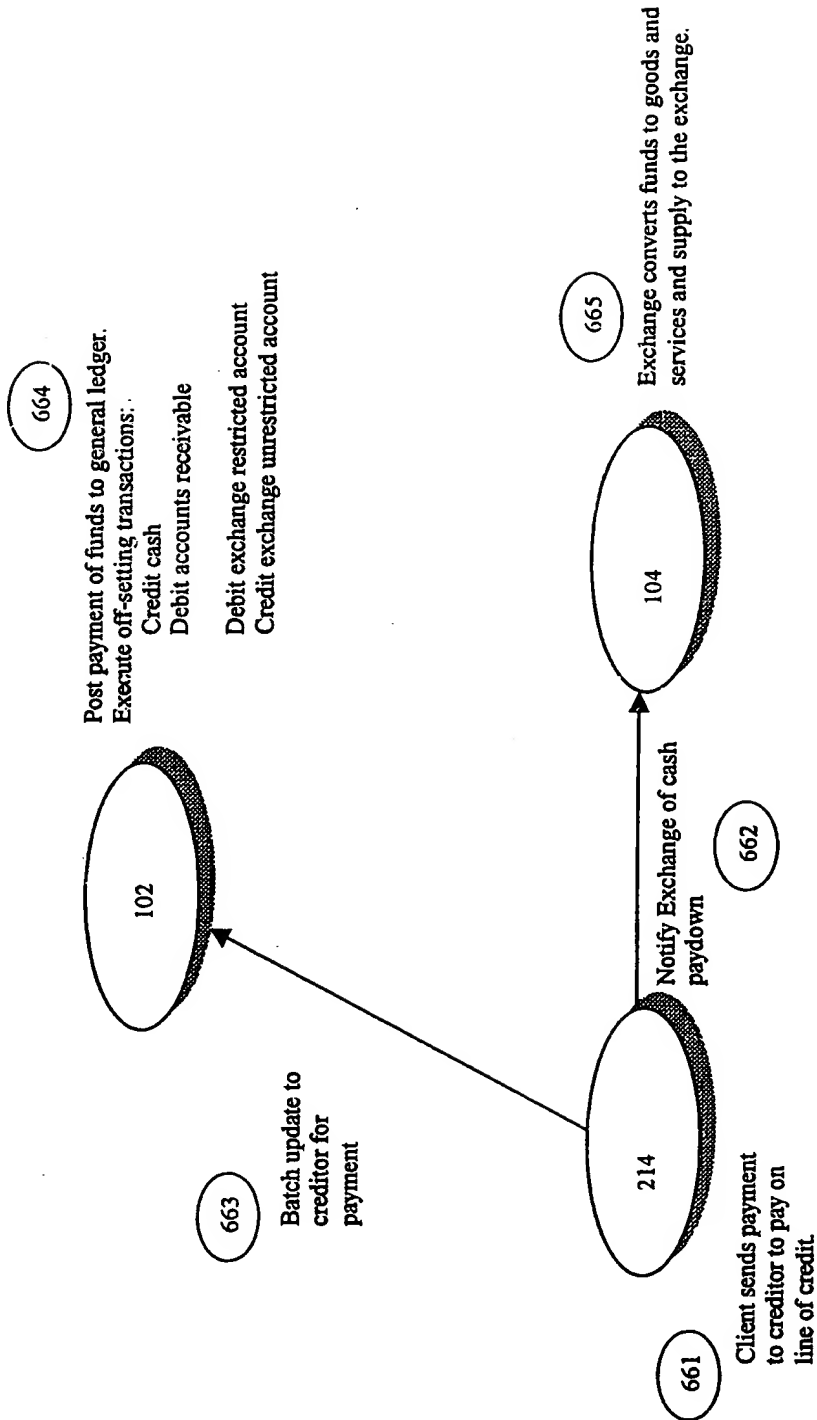 664
Post payment of funds to general ledger.
Execute off-setting transactions:
Credit cash
Debit accounts receivable
Debit exchange restricted account
Credit exchange unrestricted account
102
663
Batch update to
creditor for
payment
665
Exchange converts funds to goods and
services and supply to the exchange.
104
Notify Exchange of cash
paydown
662
214
661
Client sends payment
to creditor to pay on
line of credit.